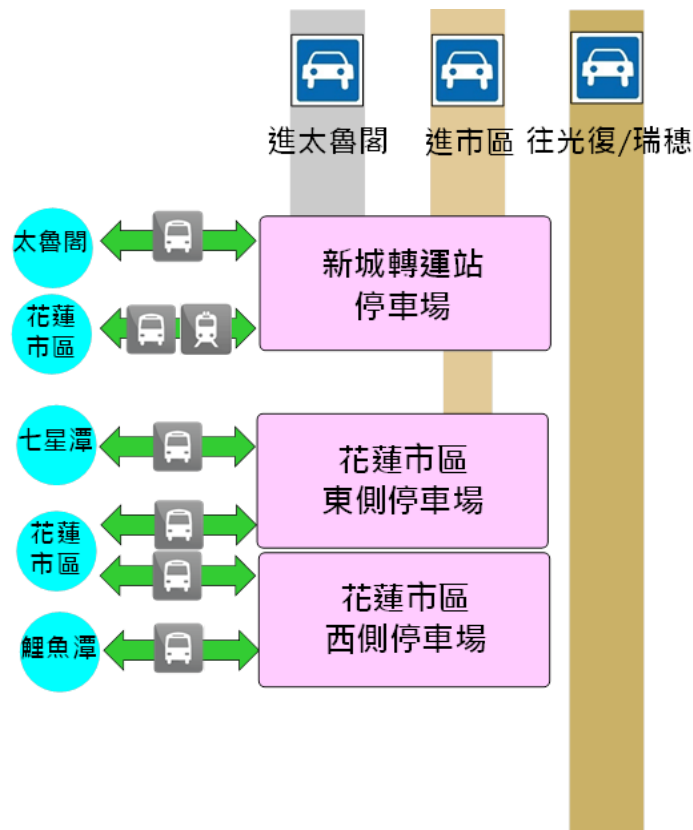 進太魯閣
進市區
往光復/瑞穗
太魯閣
新城轉運站
停車場
花蓮
市區
七星潭
花蓮市區
東側停車場
花蓮
市區
花蓮市區
西側停車場
鯉魚潭